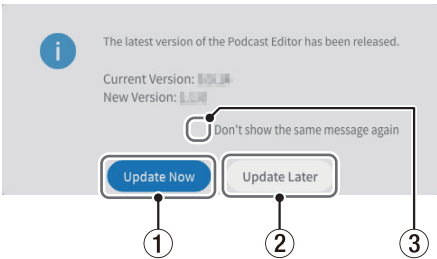 The latest version of the Podcast Editor has been released.
Current Version:
New Version:
Don't show the same message again
Update Now
Update Later
1
2
3